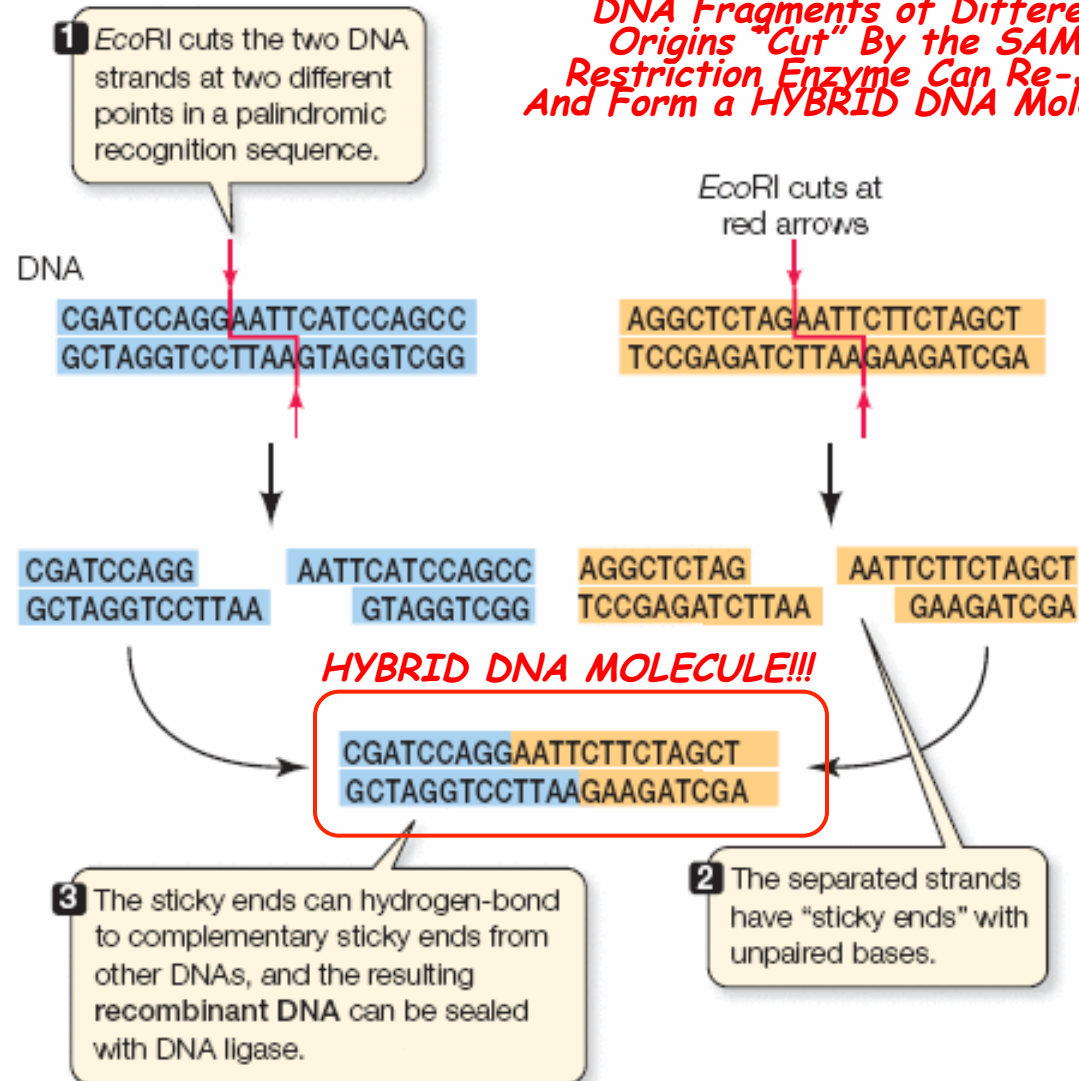 DNA Fragments of
Origins "Cut" By the
Restriction Enzyme Can
And Form a HYBRID DNA
1 EcoRI cuts the two DNA
strands at two different
points in a palindromic
recognition sequence.
EcoRI cuts at
red arrows
DNA
CGATCCAGGAATTCATCCAGCC
GCTAGGTCCTTAAGTAGGTCGG
AGGCTCTAGAATTCTTCTAGCT
TCCGAGATCTTAAGAAGATCGA
CGATCCAGG
GCTAGGTCCTTAA
AATTCATCCAGCC
GTAGGTCGG
AGGCTCTAG
TCCGAGATCTTAA
AATTCTTCTAGCT
GAAGATCGA
HYBRID DNA MOLECULE!!!
CGATCCAGGAATTCTTCTAGCT
GCTAGGTCCTTAAGAAGATCGA
2 The separated strands
have “sticky ends” with
unpaired bases.
3 The sticky ends can hydrogen-bond
to complementary sticky ends from
other DNAs, and the resulting
recombinant DNA can be sealed
with DNA ligase.